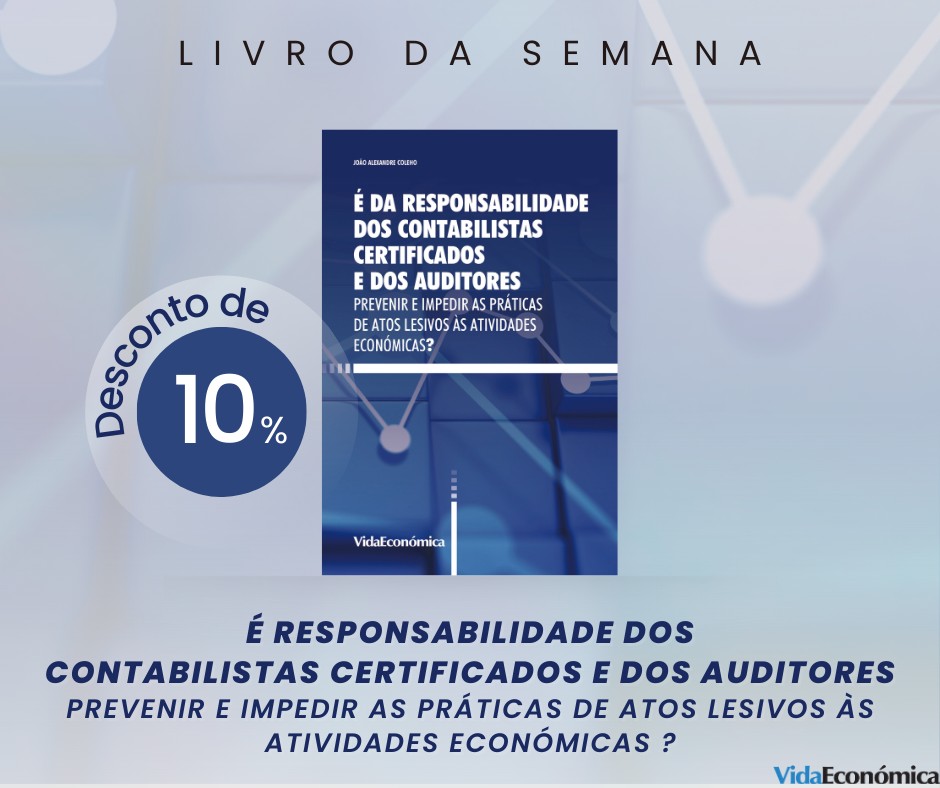 LIVRO DA SEMANA
JOÃO ALEXANDRE COLEHO
É DA RESPONSABILIDADE
DOS CONTABILISTAS
CERTIFICADOS
E DOS AUDITORES
PREVENIR E IMPEDIR AS PRÁTICAS
DE ATOS LESIVOS ÀS ATIVIDADES
ECONÓMICAS?
Desconto de
10%
VidaEconómica
É RESPONSABILIDADE DOS
CONTABILISTAS CERTIFICADOS E DOS AUDITORES
PREVENIR E IMPEDIR AS PRÁTICAS DE ATOS LESIVOS ÀS
ATIVIDADES ECONÓMICAS ?
VidaEconómica